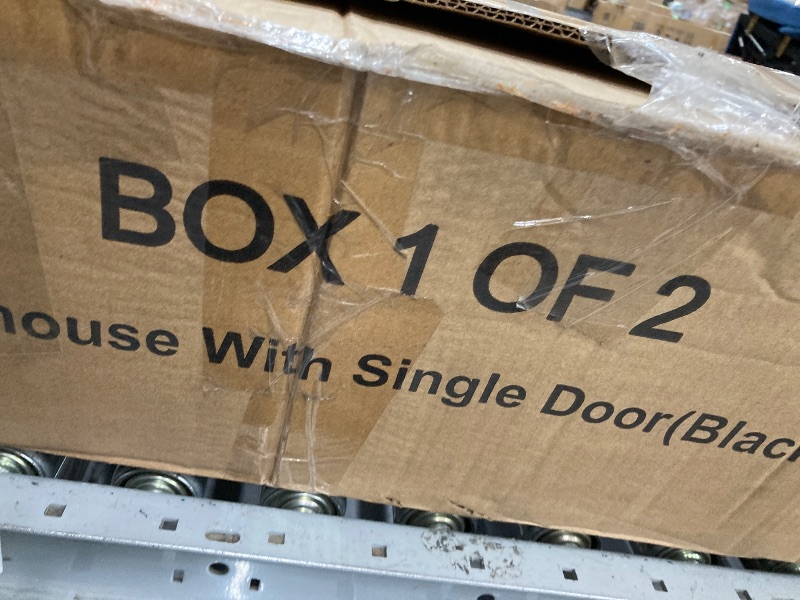 BOX 1 OF 2
house With Single Door(Blac